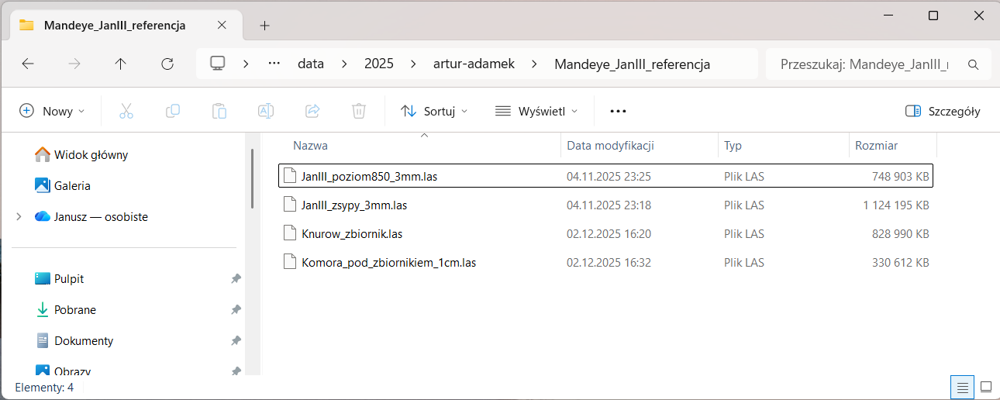 Mandeye_JanIII_referencja
... data > 2025 > artur-adamek > Mandeye_JanIII_referencja
Przeszukaj: Mandeye_JanIII_r
Nowy Sortuj Wyświetl ... Szczegóły
Widok główny
Galeria
Janusz — osobiste
Pulpit
Pobrane
Dokumenty
Obrazy
Nazwa Data modyfikacji Typ Rozmiar
JanIII_poziom850_3mm.las 04.11.2025 23:25 Plik LAS 748 903 KB
JanIII_zsypy_3mm.las 04.11.2025 23:18 Plik LAS 1 124 195 KB
Knurow_zbiornik.las 02.12.2025 16:20 Plik LAS 828 990 KB
Komora_pod_zbiornikiem_1cm.las 02.12.2025 16:32 Plik LAS 330 612 KB
Elementy: 4